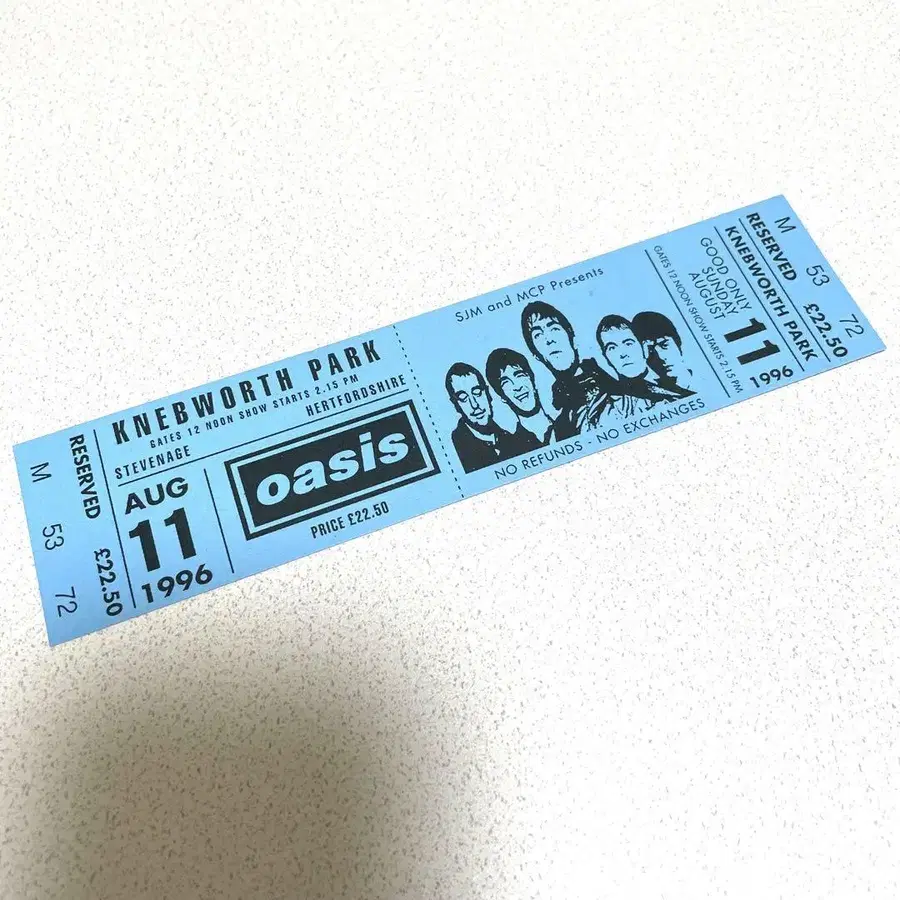 M 53 72
RESERVED £22.50
KNEBWORTH PARK
GATES 12 NOON SHOW STARTS 2.15 PM
STEVENAGE HERTFORDSHIRE
AUG
11
1996
oasis
PRICE £22.50
SJM and MCP Presents
NO REFUNDS - NO EXCHANGES
GATES 12 NOON SHOW STARTS 2.15 PM
GOOD ONLY
SUNDAY
AUGUST
11
1996
KNEBWORTH PARK
RESERVED £22.50
M 53 72